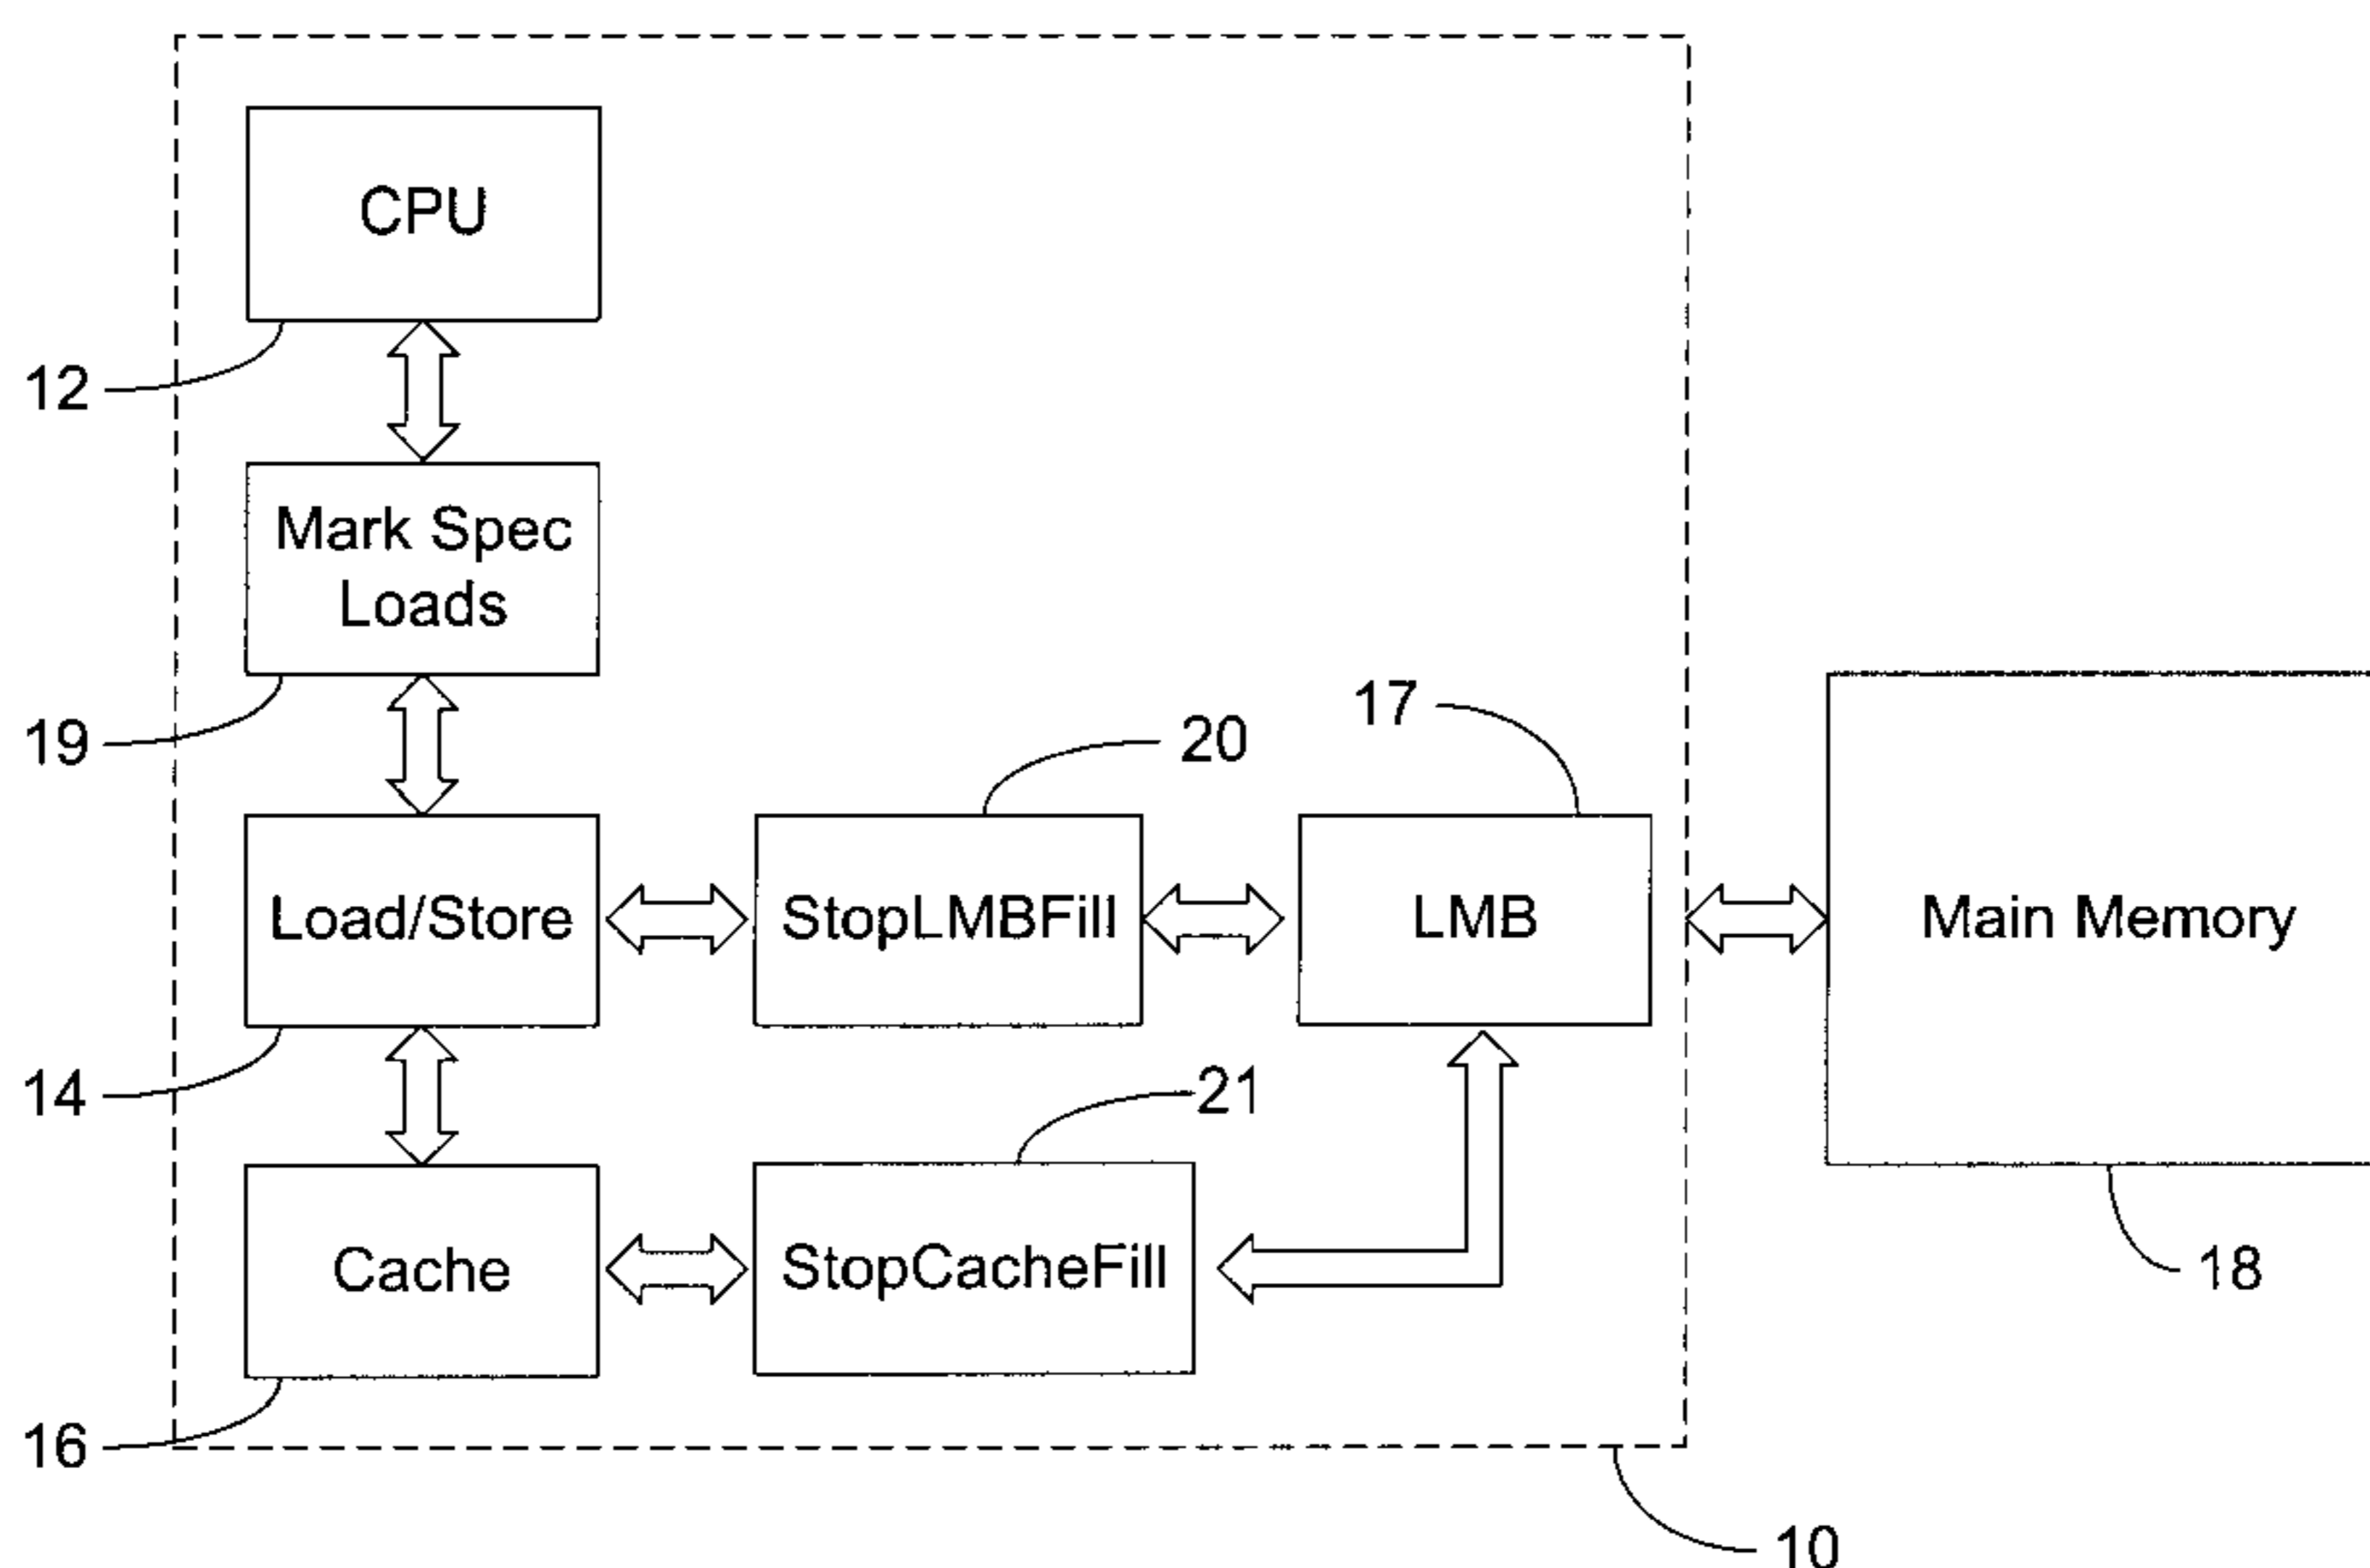 CPU
12
Mark Spec
Loads
19
17
20
Load/Store
StopLMBFill
LMB
Main Memory
14
21
Cache
StopCacheFill
18
16
10